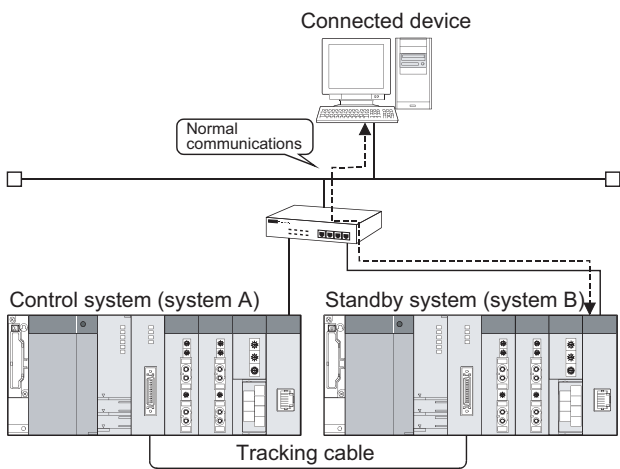 Connected device
Normal
communications
Control system (system A)
Standby system (system B)
Tracking cable